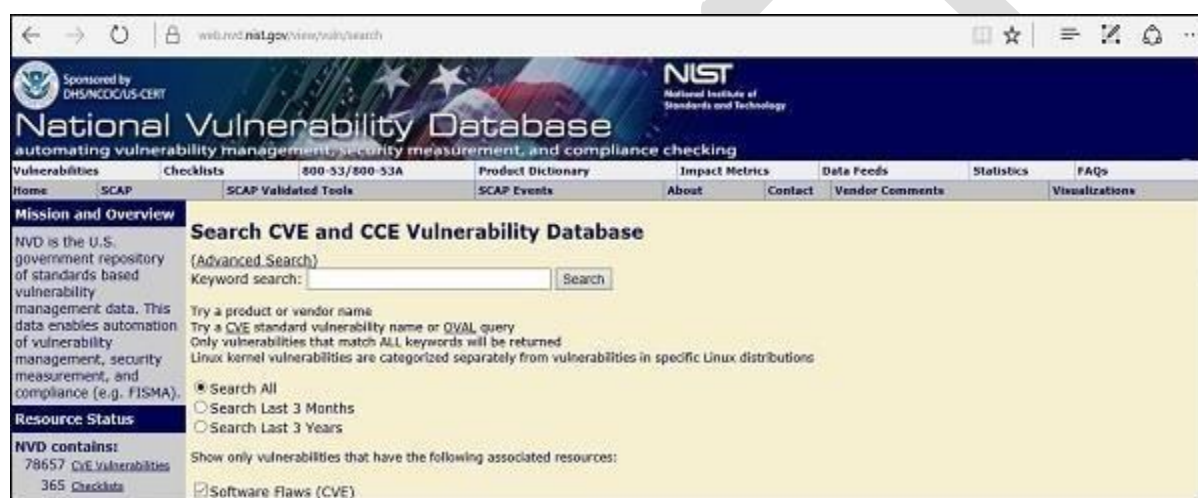 web.nvd.nist.gov/view/vuln/search
Sponsored by
DHS/NCCIC/US-CERT
NIST
National Institute of
Standards and Technology
National Vulnerability Database
automating vulnerability management, security measurement, and compliance checking
Vulnerabilities Checklists 800-53/800-53A Product Dictionary Impact Metrics Data Feeds Statistics FAQs
Home SCAP SCAP Validated Tools SCAP Events About Contact Vendor Comments Visualizations
Mission and Overview
NVD is the U.S.
government repository
of standards based
vulnerability
management data. This
data enables automation
of vulnerability
management, security
measurement, and
compliance (e.g. FISMA).
Resource Status
NVD contains:
78657 CVE Vulnerabilities
365 Checklists
Search CVE and CCE Vulnerability Database
(Advanced Search)
Keyword search: Search
Try a product or vendor name
Try a CVE standard vulnerability name or OVAL query
Only vulnerabilities that match ALL keywords will be returned
Linux kernel vulnerabilities are categorized separately from vulnerabilities in specific Linux distributions
Search All
Search Last 3 Months
Search Last 3 Years
Show only vulnerabilities that have the following associated resources:
Software Flaws (CVE)